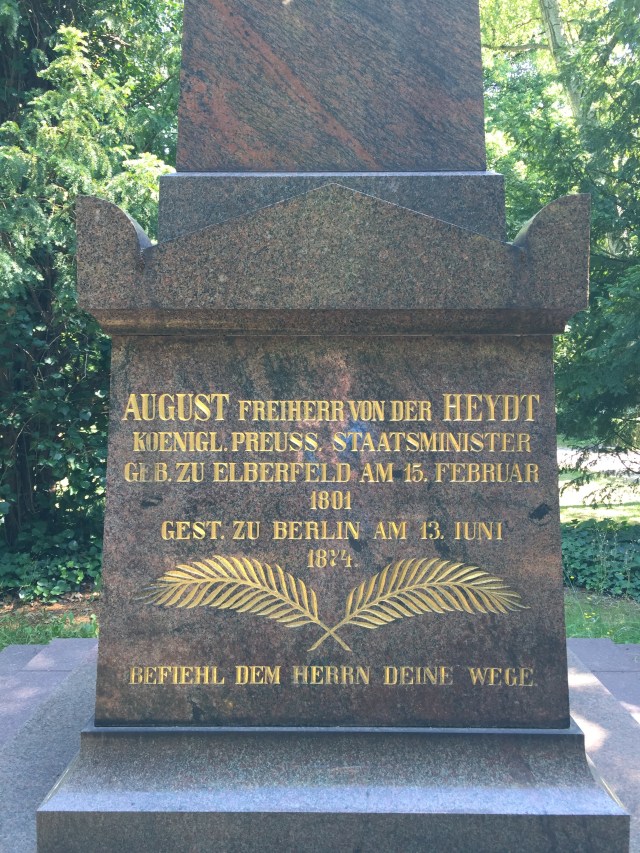 AUGUST FREIHERR VON DER HEYDT
KOENIGL. PREUSS. STAATSMINISTER
GEB. ZU ELBERFELD AM 15. FEBRUAR
1801
GEST. ZU BERLIN AM 13. IUNI
1874.
BEFIEHL DEM HERRN DEINE WEGE.